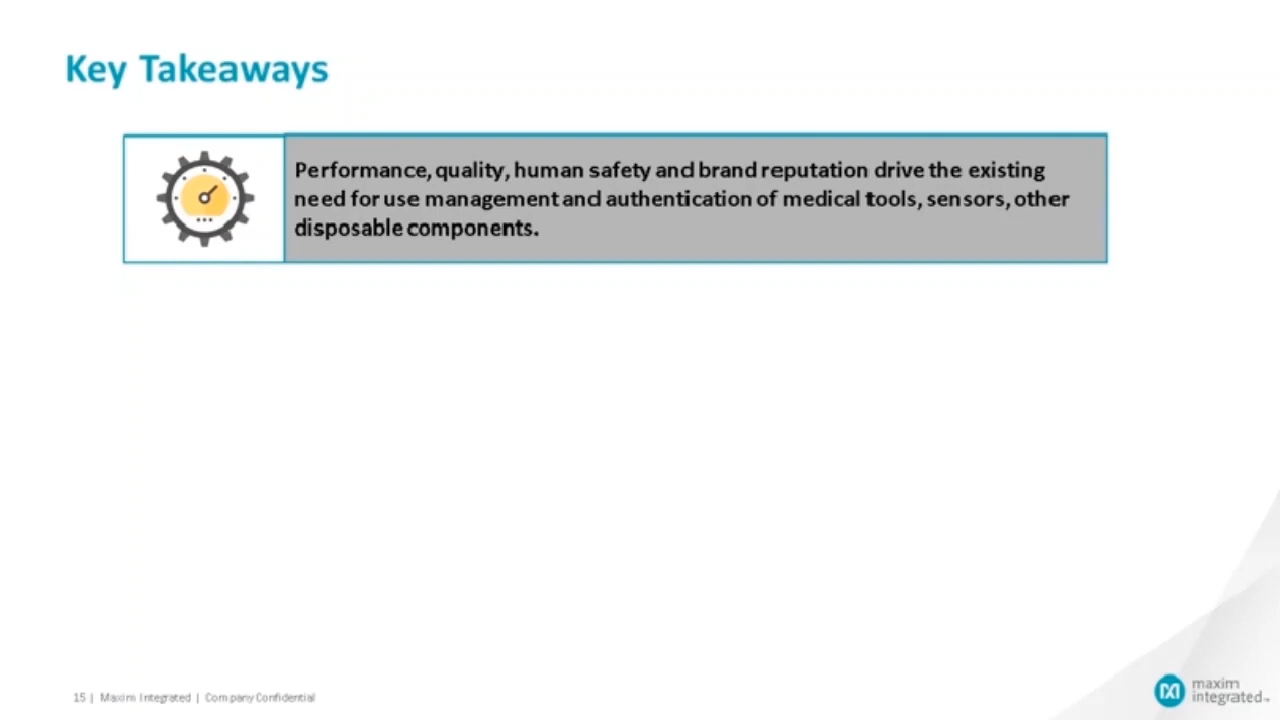 Key Takeaways
Performance, quality, human safety and brand reputation drive the existing
need for use management and authentication of medical tools, sensors, other
disposable components.
15 | Maxim Integrated | Company Confidential
maxim
integrated™